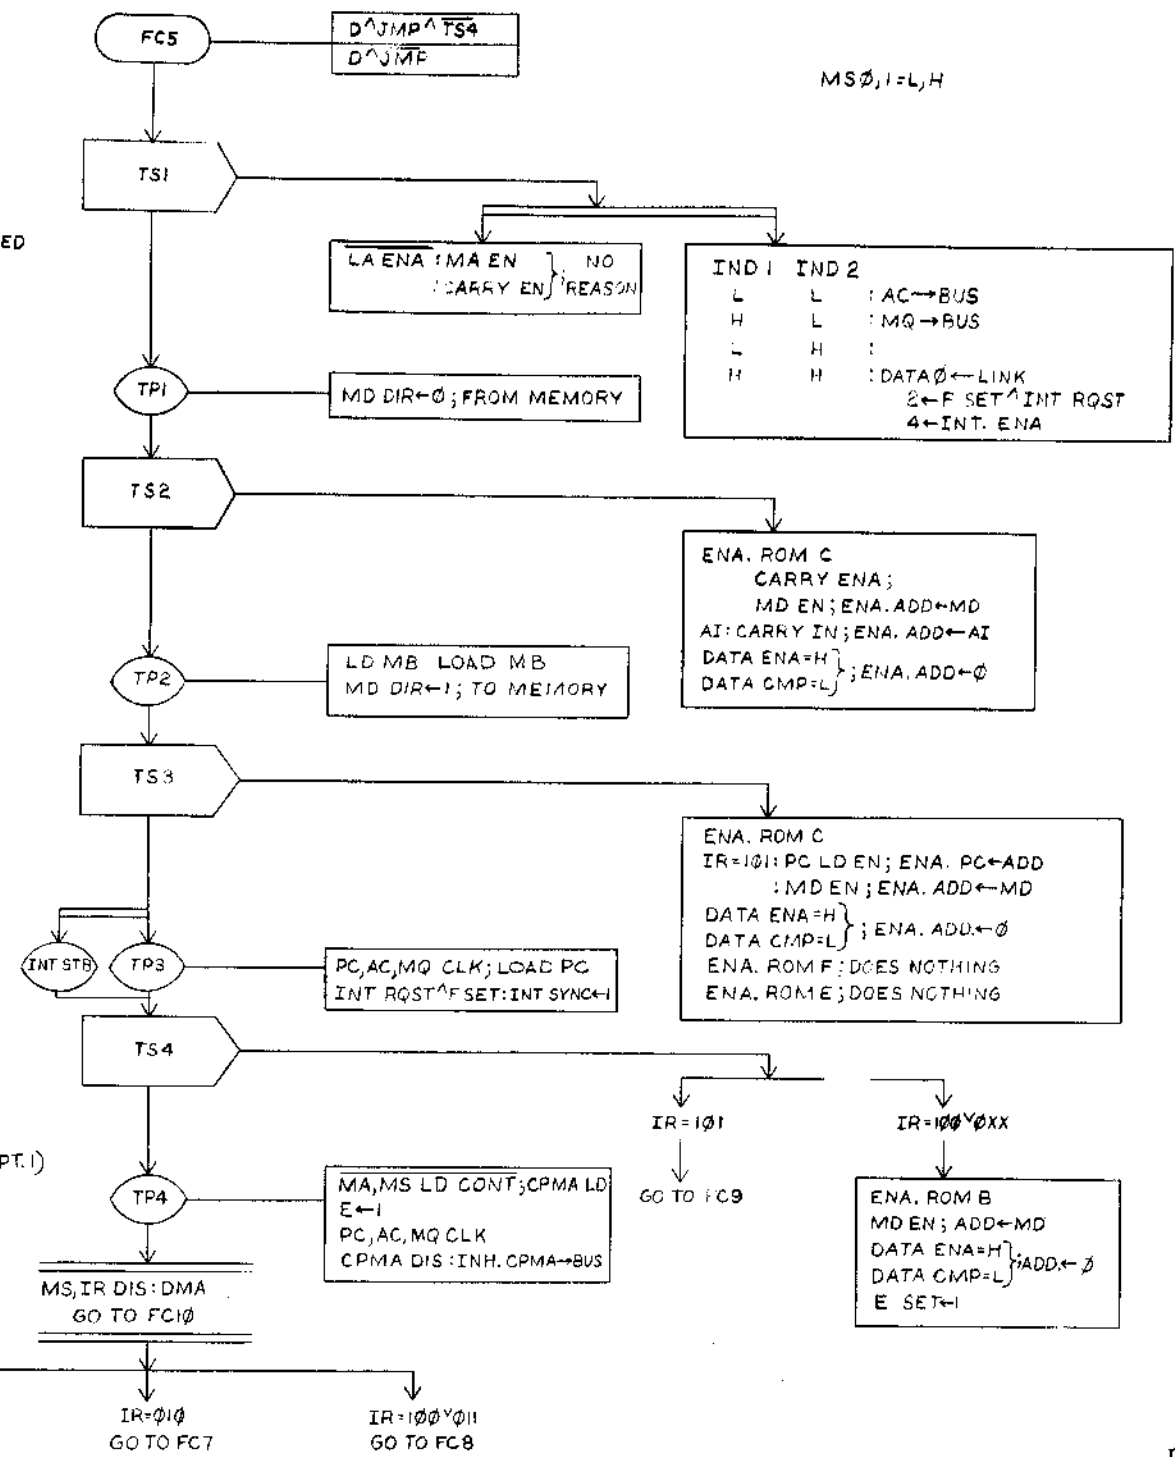 FC5
D^JMP^T̅S̅4̅
D^J̅M̅P̅
MSØ,1=L,H
TS1
ED
L̅A̅ ̅E̅N̅A̅ : MA EN
: CARRY EN
} ; NO
REASON
IND 1 IND 2
L L : AC→BUS
H L : MQ→BUS
L H :
H H : DATAØ←LINK
2←F SET^INT RQST
4←INT. ENA
TP1
MD DIR←Ø; FROM MEMORY
TS2
ENA. ROM C
CARRY ENA;
MD EN; ENA. ADD←MD
AI: CARRY IN; ENA. ADD←AI
DATA ENA=H
DATA CMP=L
} ; ENA. ADD←Ø
TP2
LD MB LOAD MB
MD DIR←1; TO MEMORY
TS3
ENA. ROM C
IR=1Ø1: PC LD EN; ENA. PC←ADD
: MD EN; ENA. ADD←MD
DATA ENA=H
DATA CMP=L
} ; ENA. ADD.←Ø
ENA. ROM F; DOES NOTHING
ENA. ROM E; DOES NOTHING
INT STB
TP3
PC, AC, MQ CLK; LOAD PC
INT RQST^F SET: INT SYNC←1
TS4
IR=1Ø1
GO TO FC9
IR=1ØØ˅ØXX
ENA. ROM B
MD EN; ADD←MD
DATA ENA=H
DATA CMP=L
} ; ADD.←Ø
E SET←1
PT. 1)
TP4
M̅A̅,̅M̅S̅ ̅L̅D̅ ̅C̅O̅N̅T̅; CPMA LD
E←1
PC, AC, MQ CLK
CPMA DIS: INH. CPMA→BUS
MS, IR DIS: DMA
GO TO FC1Ø
IR=Ø1Ø
GO TO FC7
IR=1ØØ˅Ø11
GO TO FC8